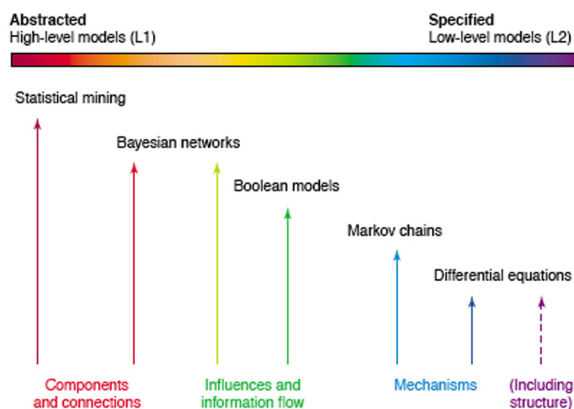 Abstracted
High-level models (L1)
Specified
Low-level models (L2)
Statistical mining
Bayesian networks
Boolean models
Markov chains
Differential equations
Components
and connections
Influences and
information flow
Mechanisms
(Including
structure)